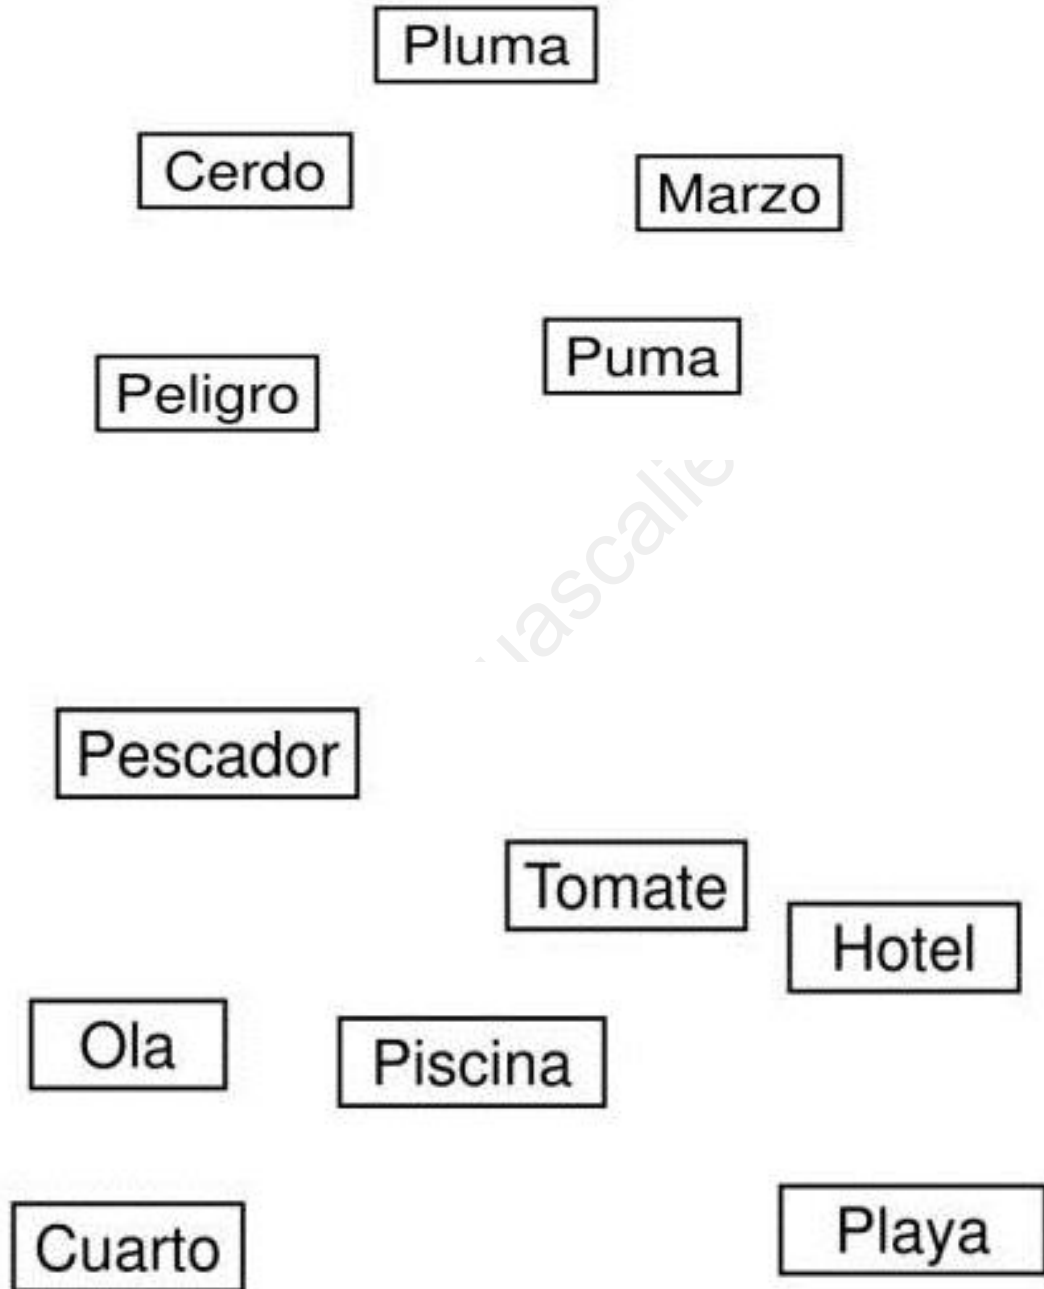 Pluma
Cerdo
Marzo
Puma
Peligro
Pescador
Tomate
Hotel
Ola
Piscina
Cuarto
Playa